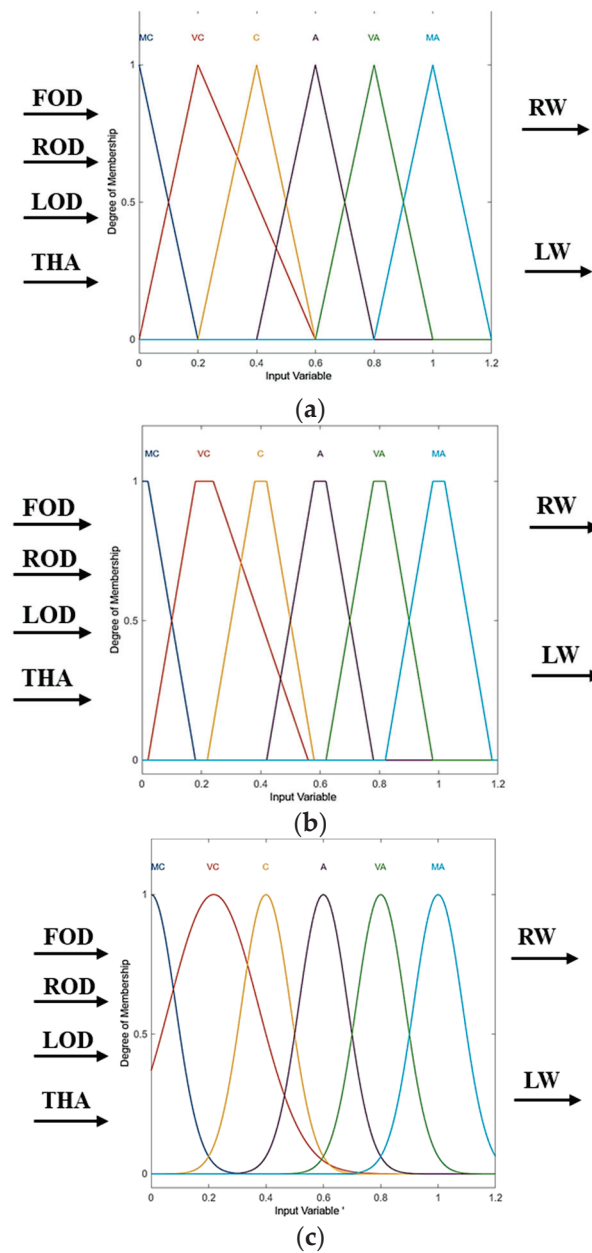 MC VC C A VA MA
FOD
ROD
LOD
THA
RW
LW
Degree of Membership
1
0.5
0
0 0.2 0.4 0.6 0.8 1 1.2
Input Variable
(a)
MC VC C A VA MA
FOD
ROD
LOD
THA
RW
LW
Degree of Membership
1
0.5
0
0 0.2 0.4 0.6 0.8 1 1.2
Input Variable
(b)
MC VC C A VA MA
FOD
ROD
LOD
THA
RW
LW
Degree of Membership
1
0.5
0
0 0.2 0.4 0.6 0.8 1 1.2
Input Variable '
(c)